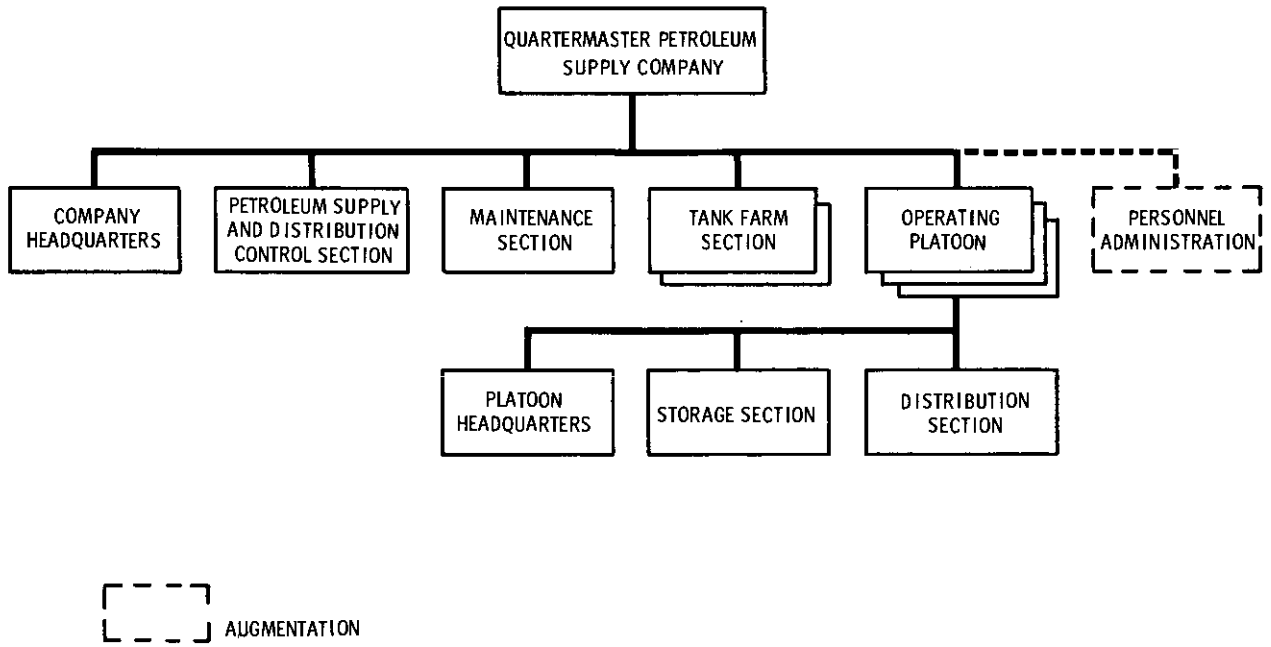 QUARTERMASTER PETROLEUM
SUPPLY COMPANY
COMPANY
HEADQUARTERS
PETROLEUM SUPPLY
AND DISTRIBUTION
CONTROL SECTION
MAINTENANCE
SECTION
TANK FARM
SECTION
OPERATING
PLATOON
PERSONNEL
ADMINISTRATION
PLATOON
HEADQUARTERS
STORAGE SECTION
DISTRIBUTION
SECTION
AUGMENTATION